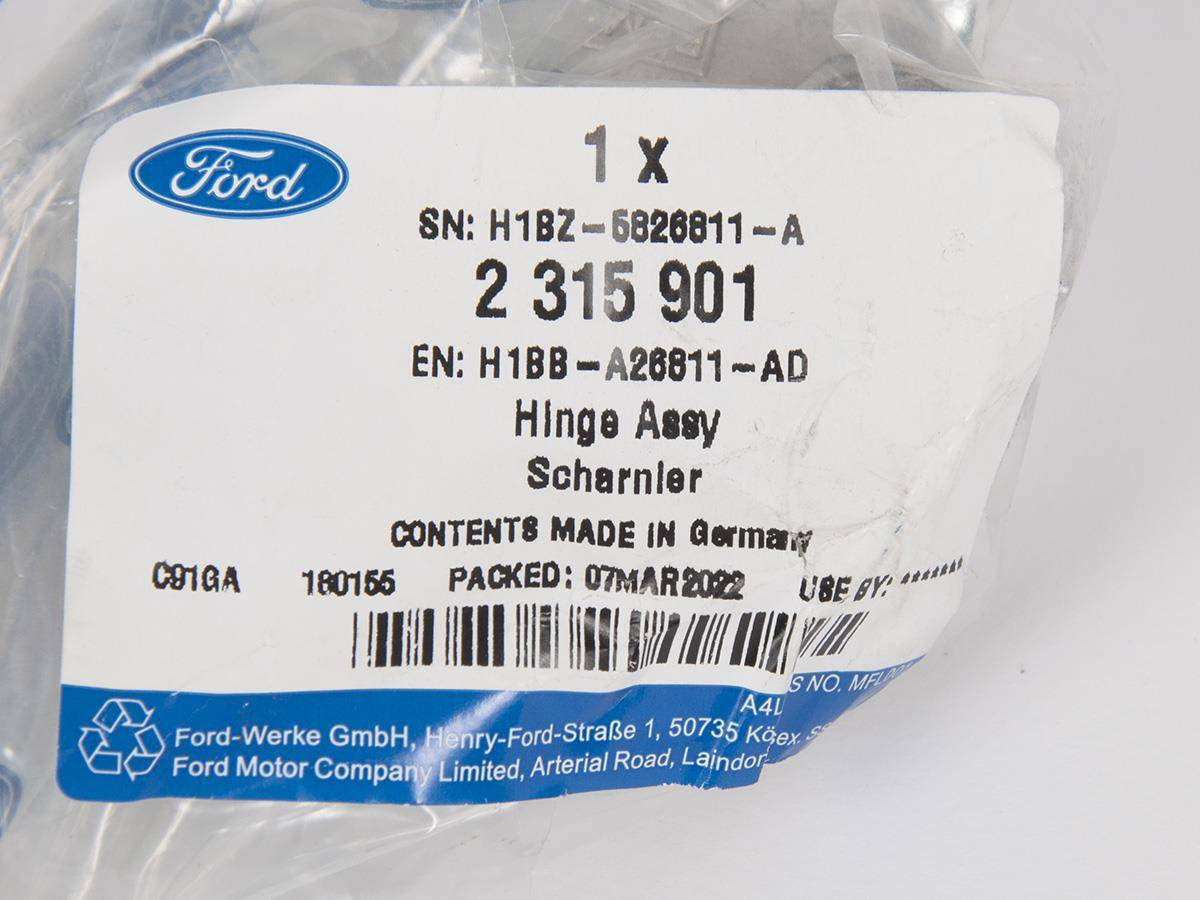 Ford
1 x
SN: H1BZ-5826811-A
2 315 901
EN: H1BB-A26811-AD
Hinge Assy
Scharnier
CONTENTS MADE IN Germany
C91GA 180155 PACKED: 07MAR2022 USE BY: *******
S NO.
A4L
Ford-Werke GmbH, Henry-Ford-Straße 1, 50735
Ford Motor Company Limited, Arterial Road,